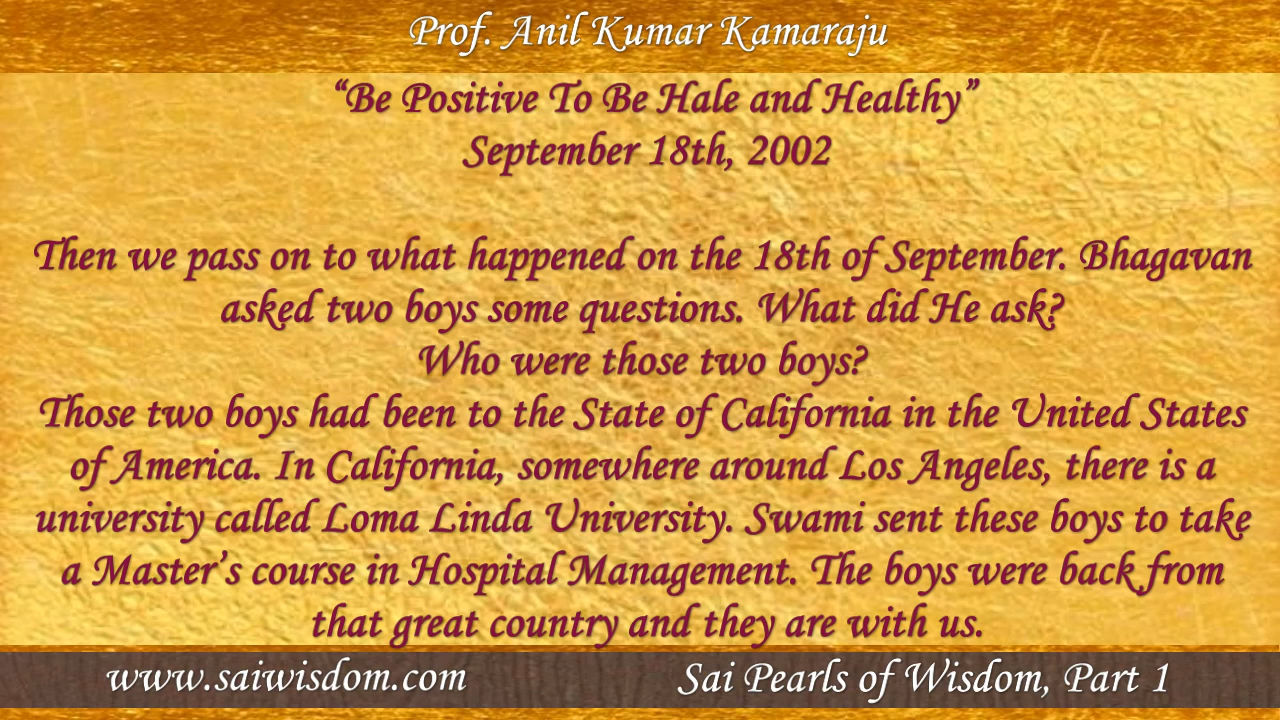 Prof. Anil Kumar Kamaraju
“Be Positive To Be Hale and Healthy”
September 18th, 2002
Then we pass on to what happened on the 18th of September. Bhagavan
asked two boys some questions. What did He ask?
Who were those two boys?
Those two boys had been to the State of California in the United States
of America. In California, somewhere around Los Angeles, there is a
university called Loma Linda University. Swami sent these boys to take
a Master’s course in Hospital Management. The boys were back from
that great country and they are with us.
www.saiwisdom.com
Sai Pearls of Wisdom, Part 1